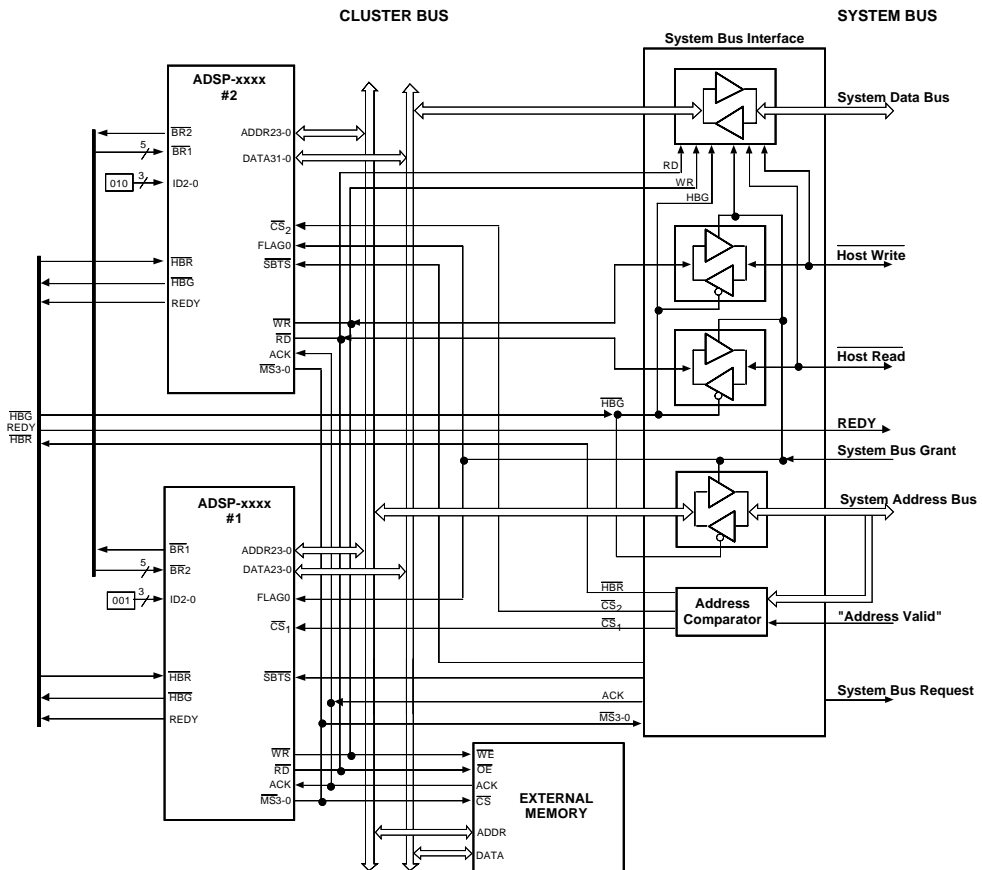 CLUSTER BUS
SYSTEM BUS
System Bus Interface
ADSP-xxxx
#2
BR2
5
BR1
3
010
ID2-0
ADDR23-0
DATA31-0
CS2
FLAG0
SBTS
HBR
HBG
REDY
WR
RD
ACK
MS3-0
System Data Bus
RD
WR
HBG
Host Write
Host Read
HBG
REDY
HBR
HBG
REDY
System Bus Grant
System Address Bus
ADSP-xxxx
#1
BR1
5
BR2
3
001
ID2-0
ADDR23-0
DATA23-0
FLAG0
CS1
HBR
CS2
CS1
Address
Comparator
"Address Valid"
HBR
HBG
REDY
SBTS
ACK
MS3-0
System Bus Request
WR
RD
ACK
MS3-0
WE
OE
ACK
CS
ADDR
DATA
EXTERNAL
MEMORY